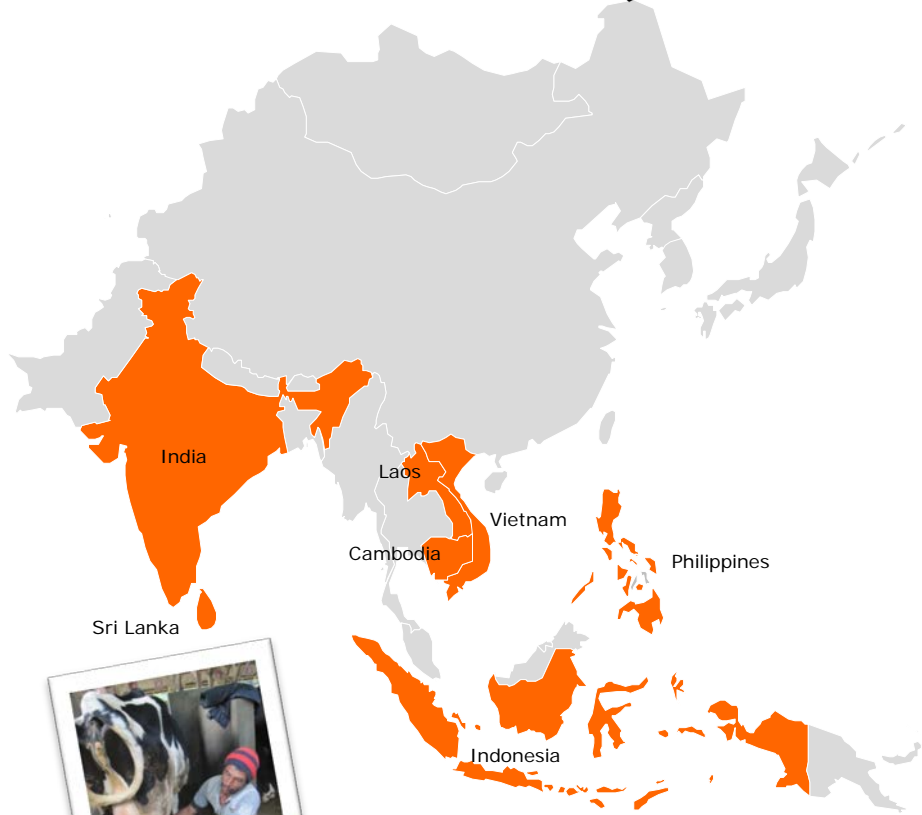 India
Laos
Vietnam
Cambodia
Philippines
Sri Lanka
Indonesia